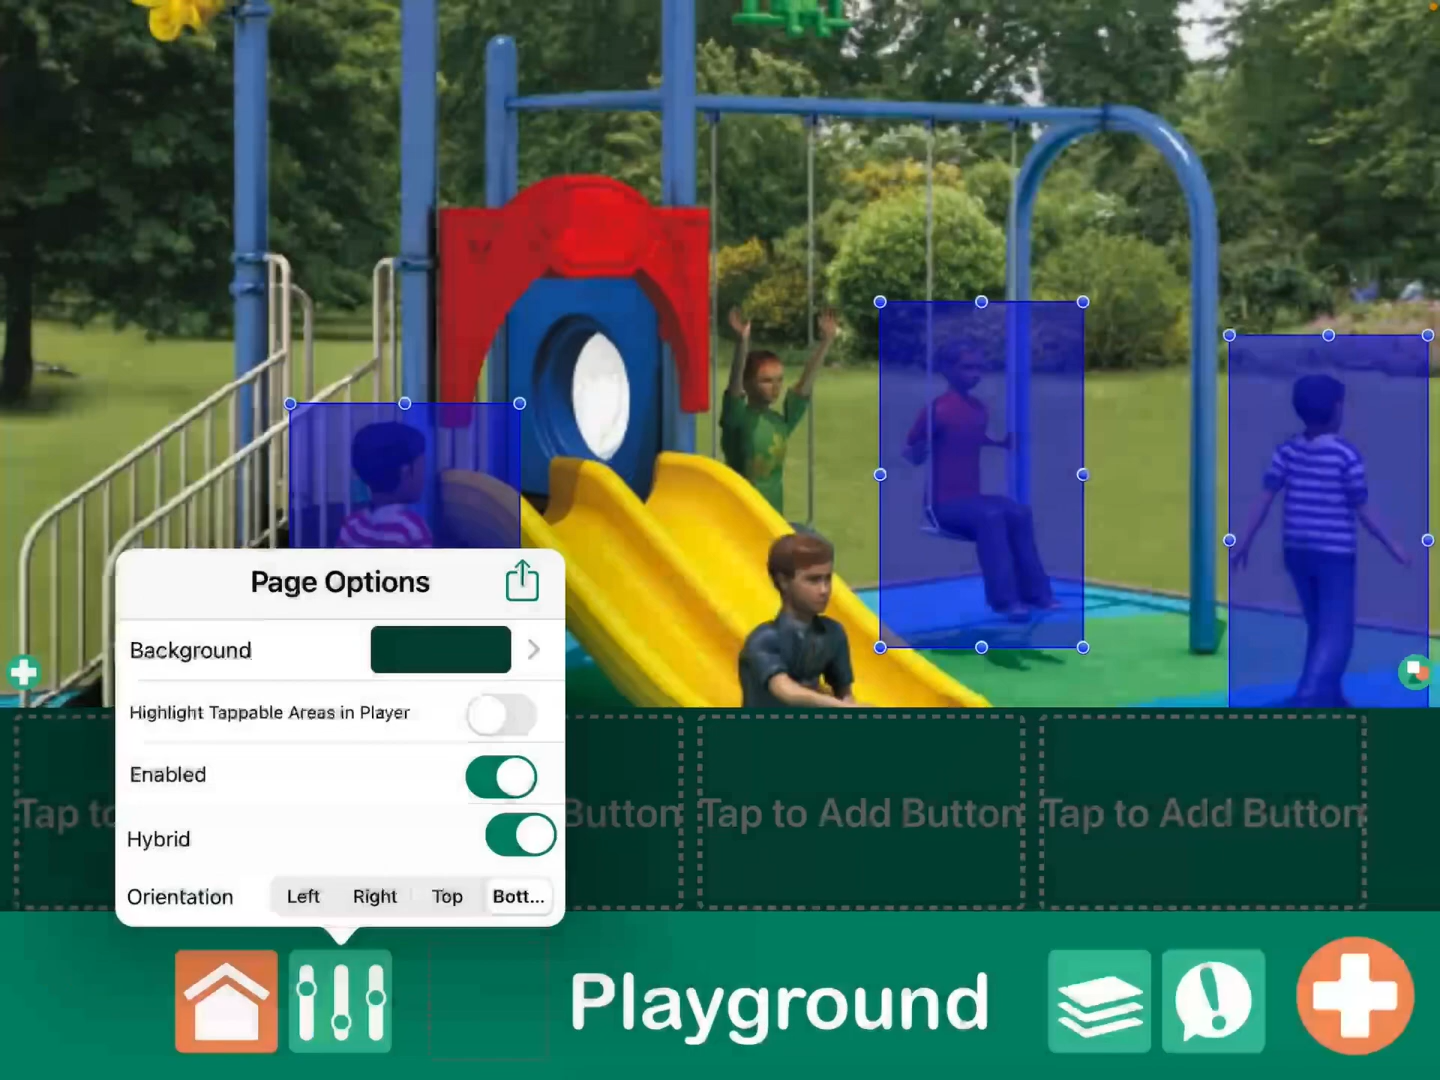 Page Options
Background
Highlight Tappable Areas in Player
Enabled
Hybrid
Orientation Left Right Top Bott...
Tap to
Button
Tap to Add Button
Tap to Add Button
Playground